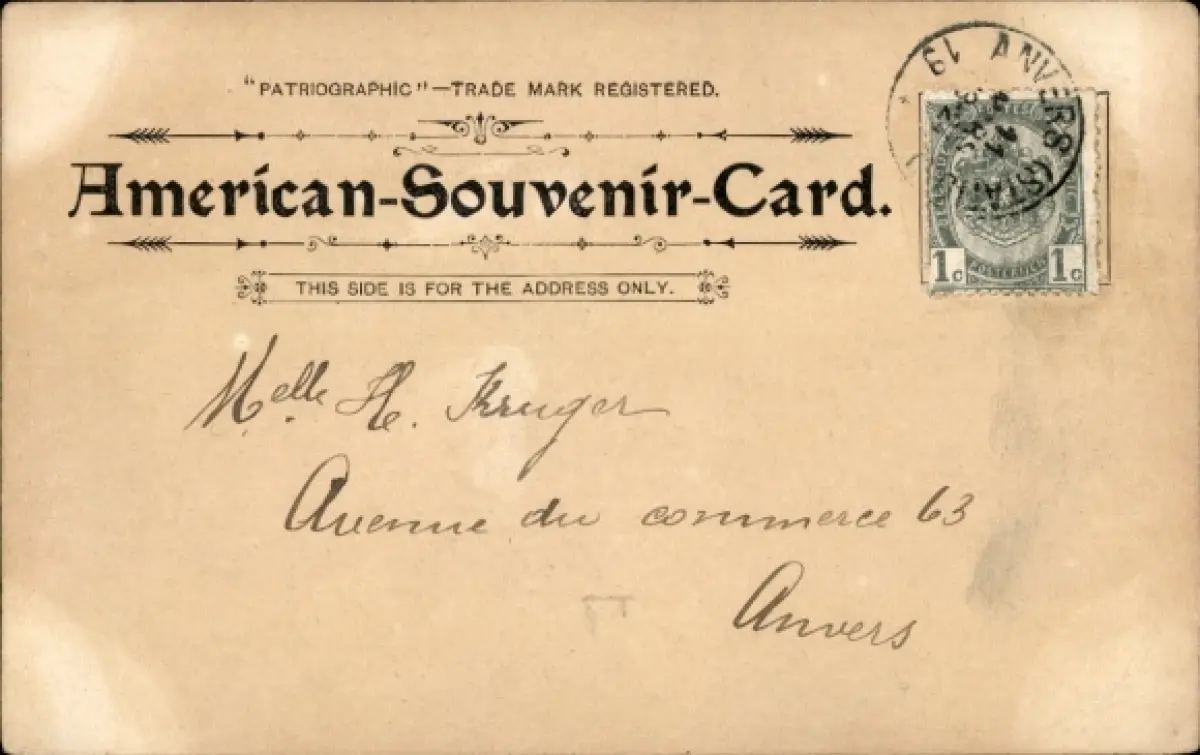 "PATRIOGRAPHIC"—TRADE MARK REGISTERED.
American-Souvenir-Card.
THIS SIDE IS FOR THE ADDRESS ONLY.
Melle H. Kruger
Avenue du commerce 63
Anvers
ANVERS (STATI
1c 1c